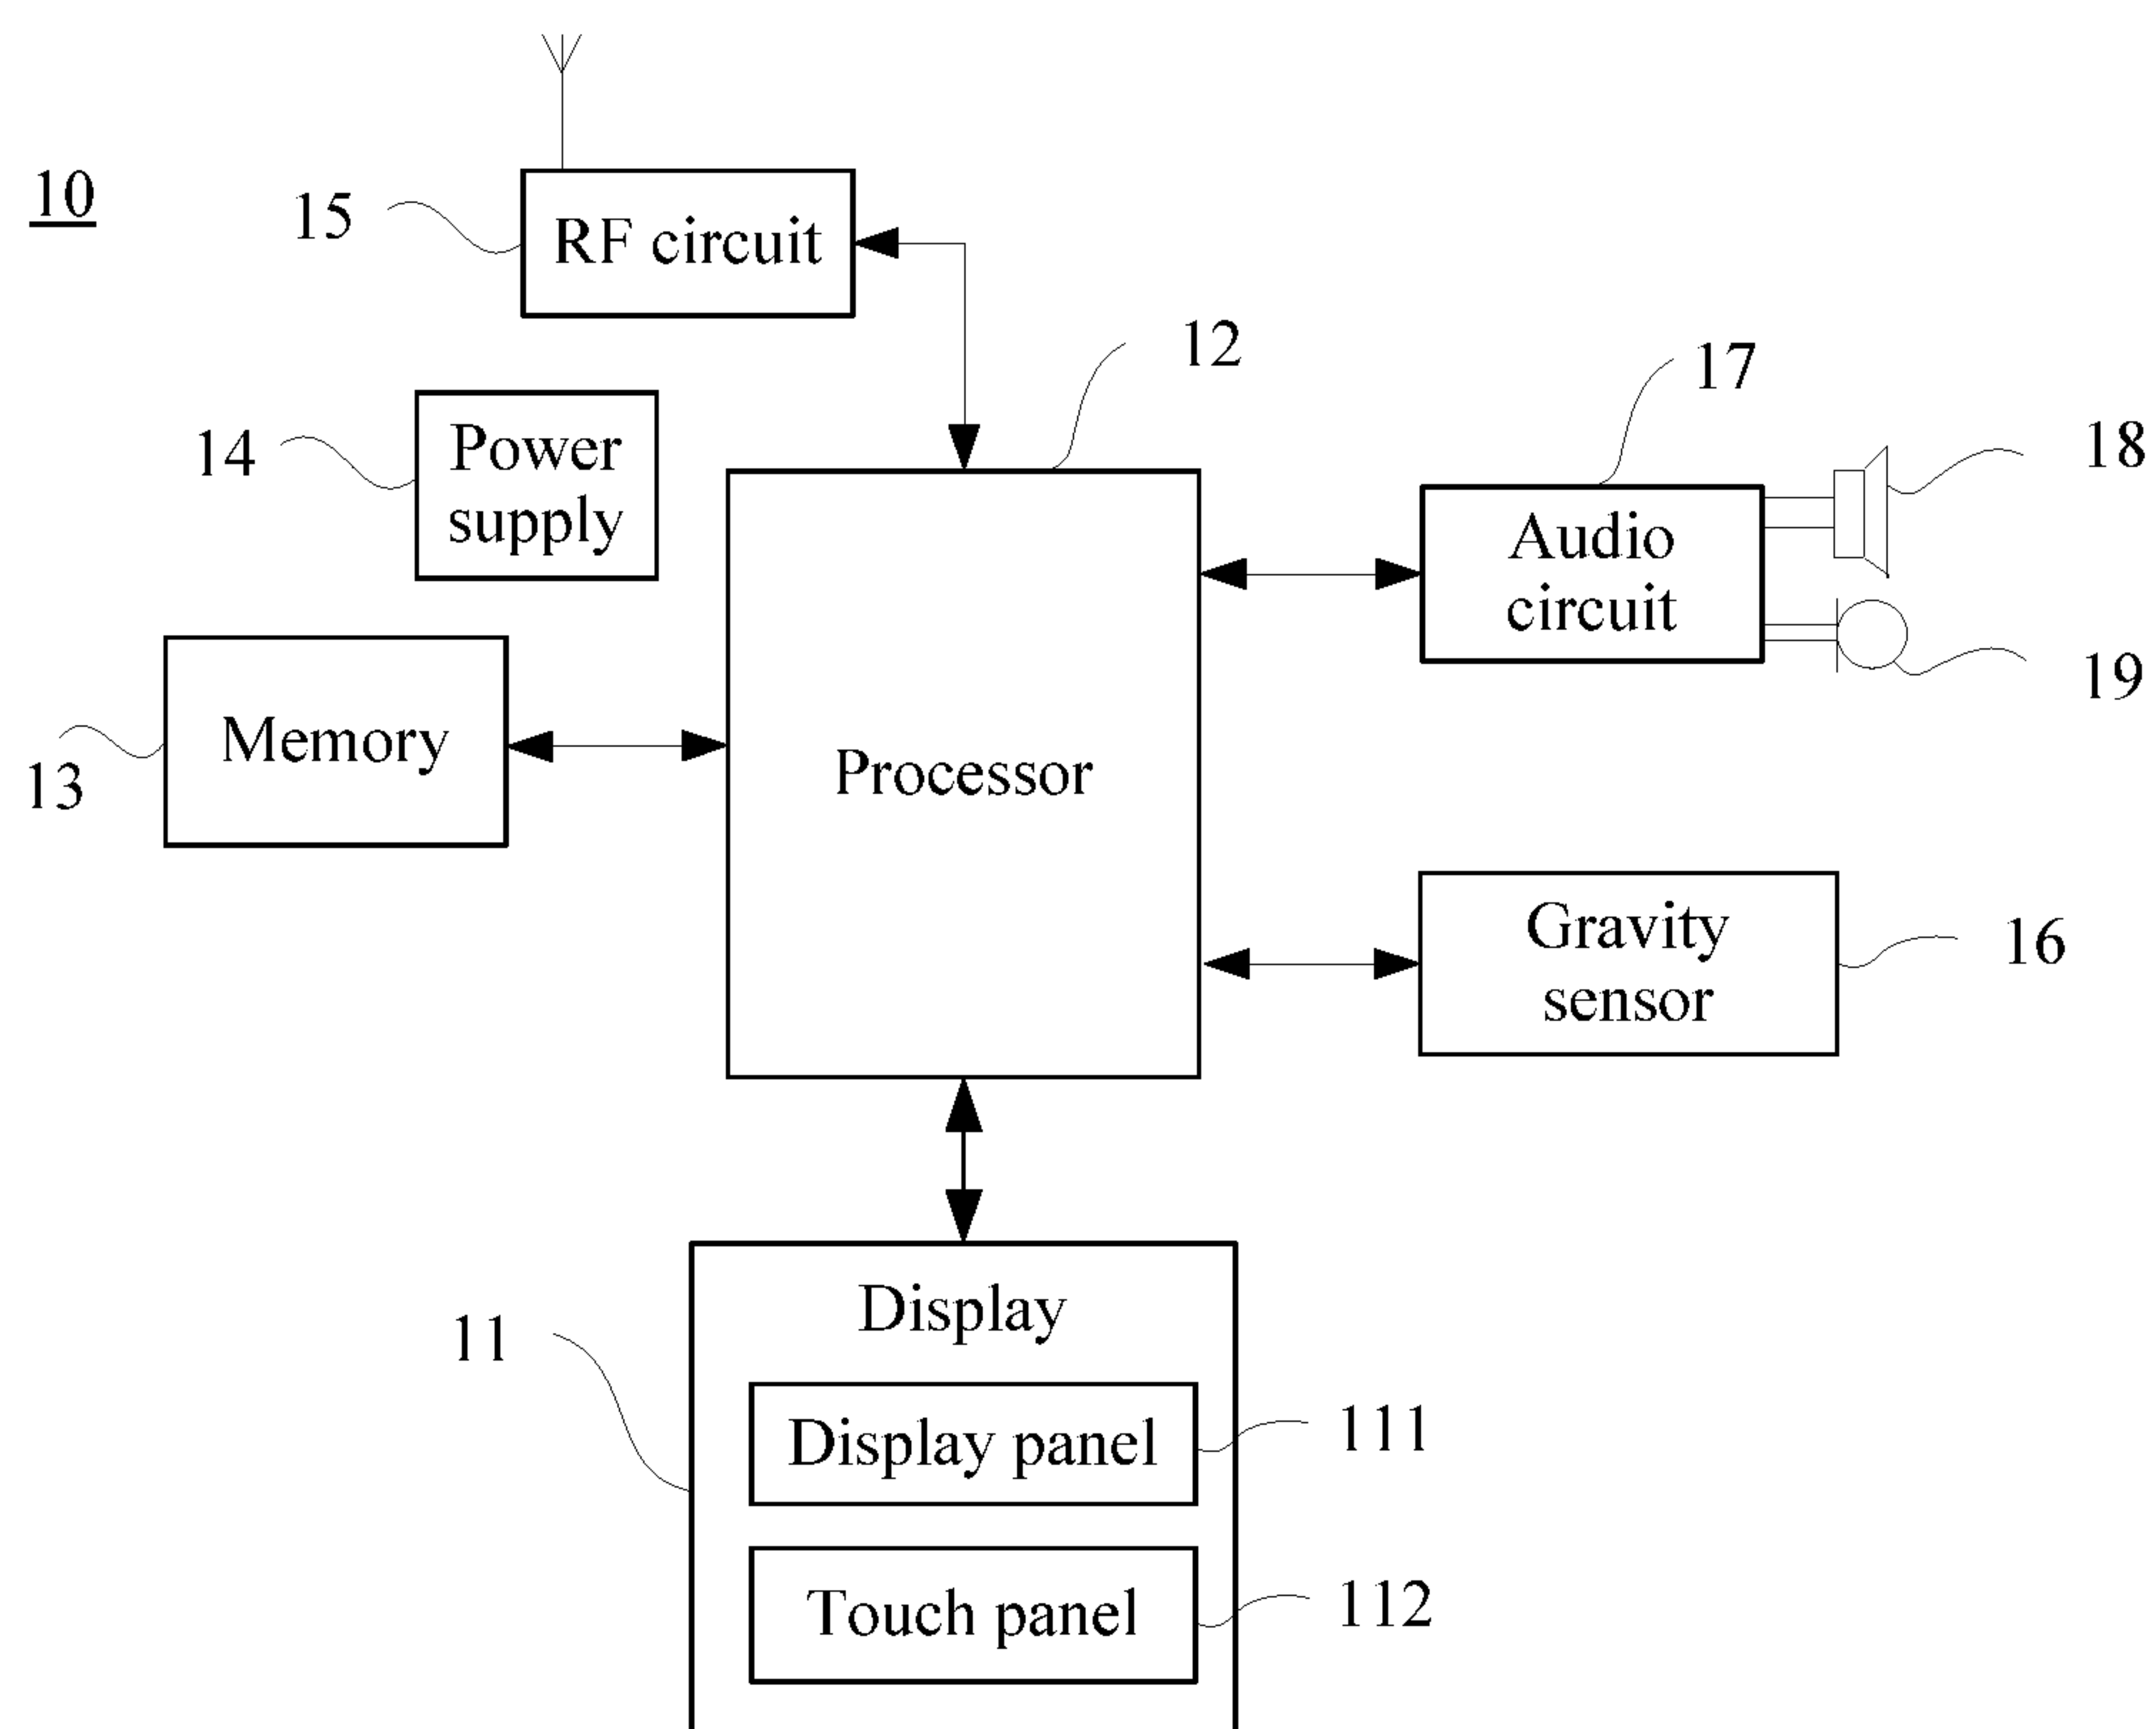 10
15
RF circuit
12
17
14
Power
supply
18
Audio
circuit
19
13
Memory
Processor
Gravity
sensor
16
11
Display
Display panel
111
Touch panel
112